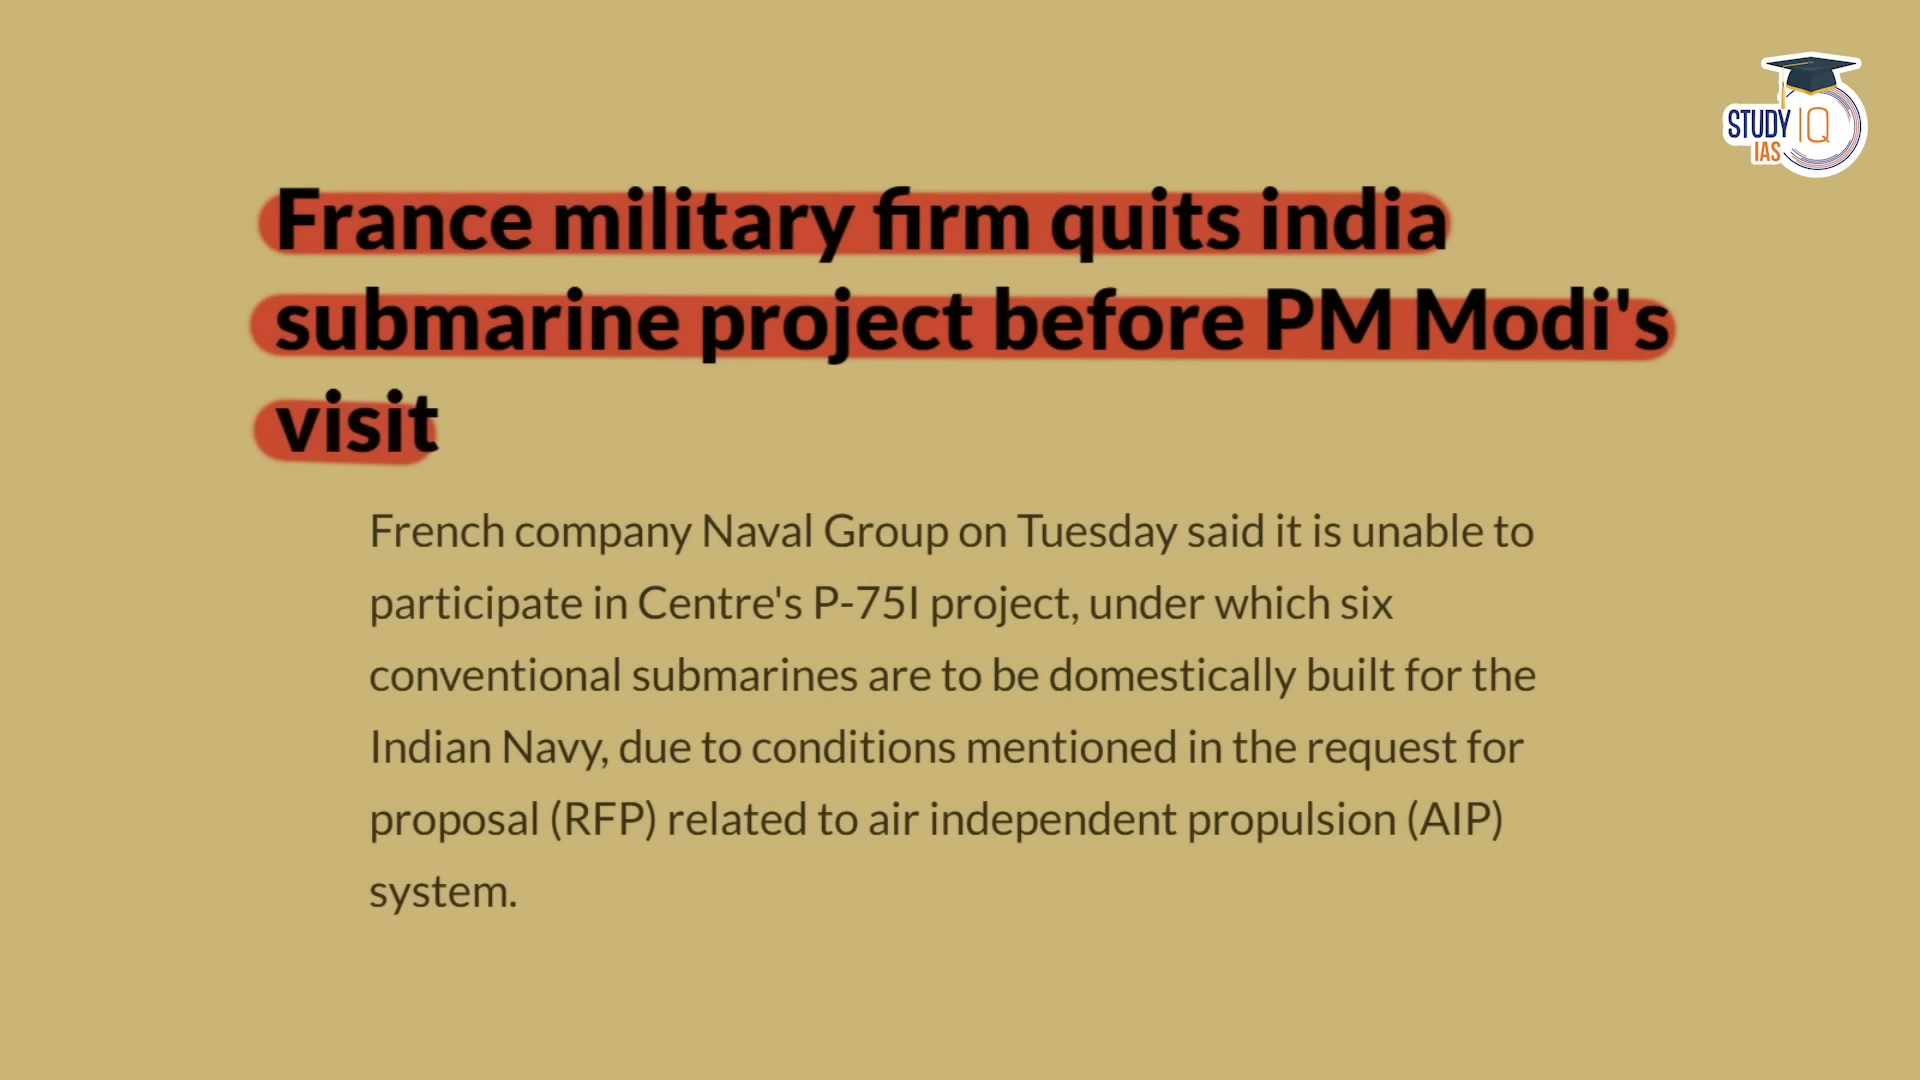 STUDY IQ
IAS
France military firm quits india
submarine project before PM Modi's
visit
French company Naval Group on Tuesday said it is unable to
participate in Centre's P-75I project, under which six
conventional submarines are to be domestically built for the
Indian Navy, due to conditions mentioned in the request for
proposal (RFP) related to air independent propulsion (AIP)
system.